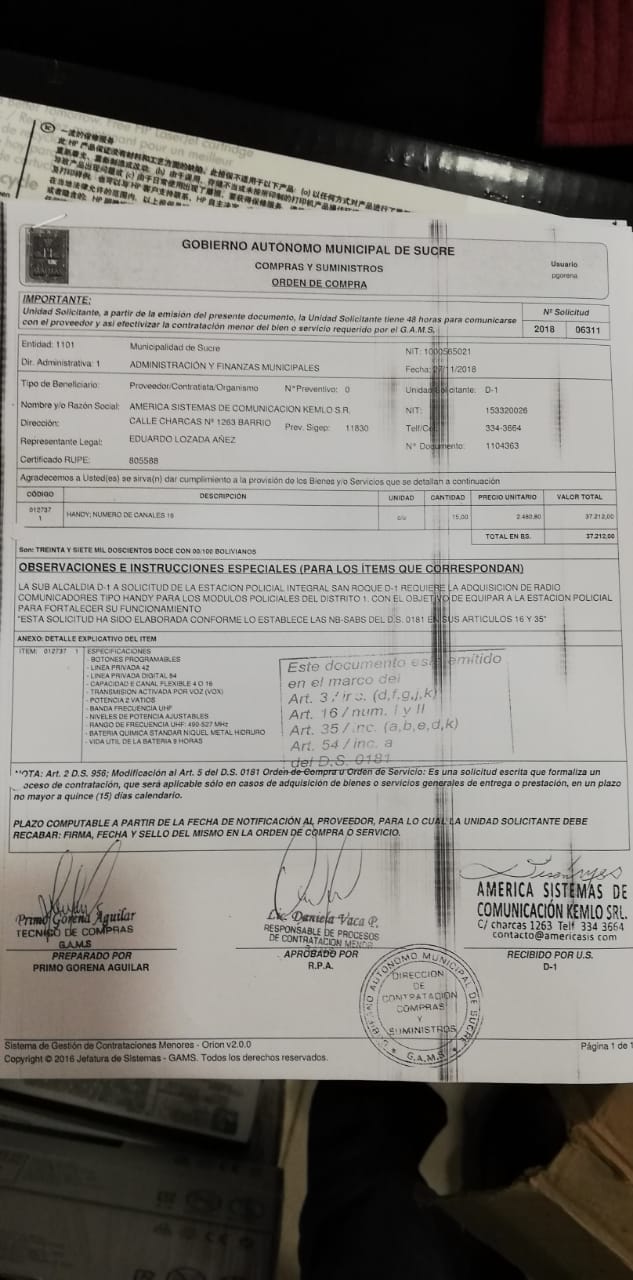 一流的保修服务
GOBIERNO AUTÓNOMO MUNICIPAL DE SUCRE
COMPRAS Y SUMINISTROS
ORDEN DE COMPRA
Usuario
pgorena
IMPORTANTE:
Unidad Solicitante, a partir de la emisión del presente documento, la Unidad Solicitante tiene 48 horas para comunicarse
con el proveedor y asi efectivizar la contratación menor del bien o servicio requerido por el G.A.M.S.
Nº Solicitud
2018 06311
Entidad: 1101 Municipalidad de Sucre NIT: 1000565021
Dir. Administrativa: 1 ADMINISTRACIÓN Y FINANZAS MUNICIPALES Fecha: 27/11/2018
Tipo de Beneficiario: Proveedor/Contratista/Organismo N°Preventivo: 0 Unidad Solicitante: D-1
Nombre y/o Razón Social: AMERICA SISTEMAS DE COMUNICACION KEMLO S.R. NIT: 153320026
Dirección: CALLE CHARCAS Nº 1263 BARRIO Prev. Sigep: 11830 Telf/Ce 334-3664
Representante Legal: EDUARDO LOZADA AÑEZ N° Documento: 1104363
Certificado RUPE: 805588
Agradecemos a Usted(es) se sirva(n) dar cumplimiento a la provisión de los Bienes y/o Servicios que se detallan a continuación
CÓDIGO DESCRIPCIÓN UNIDAD CANTIDAD PRECIO UNITARIO VALOR TOTAL
012737 1 HANDY; NUMERO DE CANALES 16 c/u 15,00 2.480,80 37.212,00
TOTAL EN BS. 37.212,00
Son: TREINTA Y SIETE MIL DOSCIENTOS DOCE CON 00/100 BOLIVIANOS
OBSERVACIONES E INSTRUCCIONES ESPECIALES (PARA LOS ÍTEMS QUE CORRESPONDAN)
LA SUB ALCALDIA D-1 A SOLICITUD DE LA ESTACION POLICIAL INTEGRAL SAN ROQUE D-1 REQUIERE LA ADQUISICION DE RADIO
COMUNICADORES TIPO HANDY PARA LOS MODULOS POLICIALES DEL DISTRITO 1. CON EL OBJETIVO DE EQUIPAR A LA ESTACION POLICIAL
PARA FORTALECER SU FUNCIONAMIENTO
"ESTA SOLICITUD HA SIDO ELABORADA CONFORME LO ESTABLECE LAS NB-SABS DEL D.S. 0181 EN SUS ARTICULOS 16 Y 35"
ANEXO: DETALLE EXPLICATIVO DEL ITEM
ITEM: 012737 1 ESPECIFICACIONES
- BOTONES PROGRAMABLES
- LINEA PRIVADA 42
- LINEA PRIVADA DIGITAL 84
- CAPACIDAD E CANAL FLEXIBLE 4 O 16
- TRANSMISION ACTIVADA POR VOZ (VOX)
- POTENCIA 2 VATIOS
- BANDA FRECUENCIA UHF
- NIVELES DE POTENCIA AJUSTABLES
- RANGO DE FRECUENCIA UHF: 490-527 MHz
- BATERIA QUIMICA STANDAR NIQUEL METAL HIDRURO
- VIDA UTIL DE LA BATERIA 9 HORAS
Este documento es emitido
en el marco del
Art. 3 / inc. (d,f,g,j,k)
Art. 16 / num. I y II
Art. 35 / inc. (a,b,e,d,k)
Art. 54 / inc. a
del D.S. 0181
NOTA: Art. 2 D.S. 956; Modificación al Art. 5 del D.S. 0181 Orden de Compra u Orden de Servicio: Es una solicitud escrita que formaliza un
oceso de contratación, que será aplicable sólo en casos de adquisición de bienes o servicios generales de entrega o prestación, en un plazo
no mayor a quince (15) días calendario.
PLAZO COMPUTABLE A PARTIR DE LA FECHA DE NOTIFICACIÓN AL PROVEEDOR, PARA LO CUAL LA UNIDAD SOLICITANTE DEBE
RECABAR: FIRMA, FECHA Y SELLO DEL MISMO EN LA ORDEN DE COMPRA O SERVICIO.
Primo Gorena Aguilar
TECNICO DE COMPRAS
G.A.M.S
PREPARADO POR
PRIMO GORENA AGUILAR
Lic. Daniela Vaca P.
RESPONSABLE DE PROCESOS
DE CONTRATACION MENOR
APROBADO POR
R.P.A.
AMERICA SISTEMAS DE
COMUNICACIÓN KEMLO SRL.
C/ charcas 1263 Telf 334 3664
contacto@americasis.com
RECIBIDO POR U.S.
D-1
GOBIERNO AUTONOMO MUNICIPAL DE SUCRE
DIRECCION
DE
CONTRATACION
COMPRAS
Y
SUMINISTROS
G.A.M.S.
Sistema de Gestión de Contrataciones Menores - Orion v2.0.0 Página 1 de 1
Copyright © 2016 Jefatura de Sistemas - GAMS. Todos los derechos reservados.